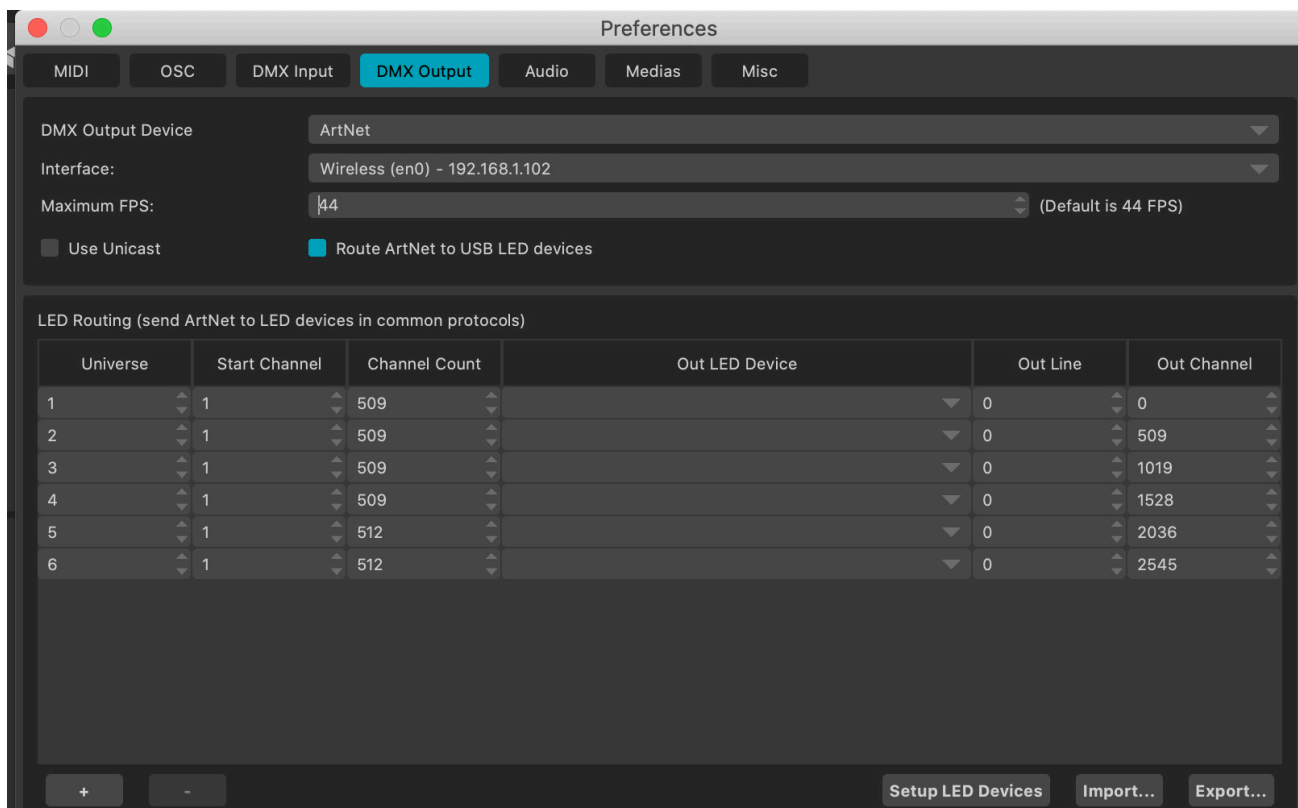 Preferences
MIDI OSC DMX Input DMX Output Audio Medias Misc
DMX Output Device ArtNet
Interface: Wireless (en0) - 192.168.1.102
Maximum FPS: 44 (Default is 44 FPS)
Use Unicast Route ArtNet to USB LED devices
LED Routing (send ArtNet to LED devices in common protocols)
Universe Start Channel Channel Count Out LED Device Out Line Out Channel
1 1 509 0 0
2 1 509 0 509
3 1 509 0 1019
4 1 509 0 1528
5 1 512 0 2036
6 1 512 0 2545
+ - Setup LED Devices Import... Export...